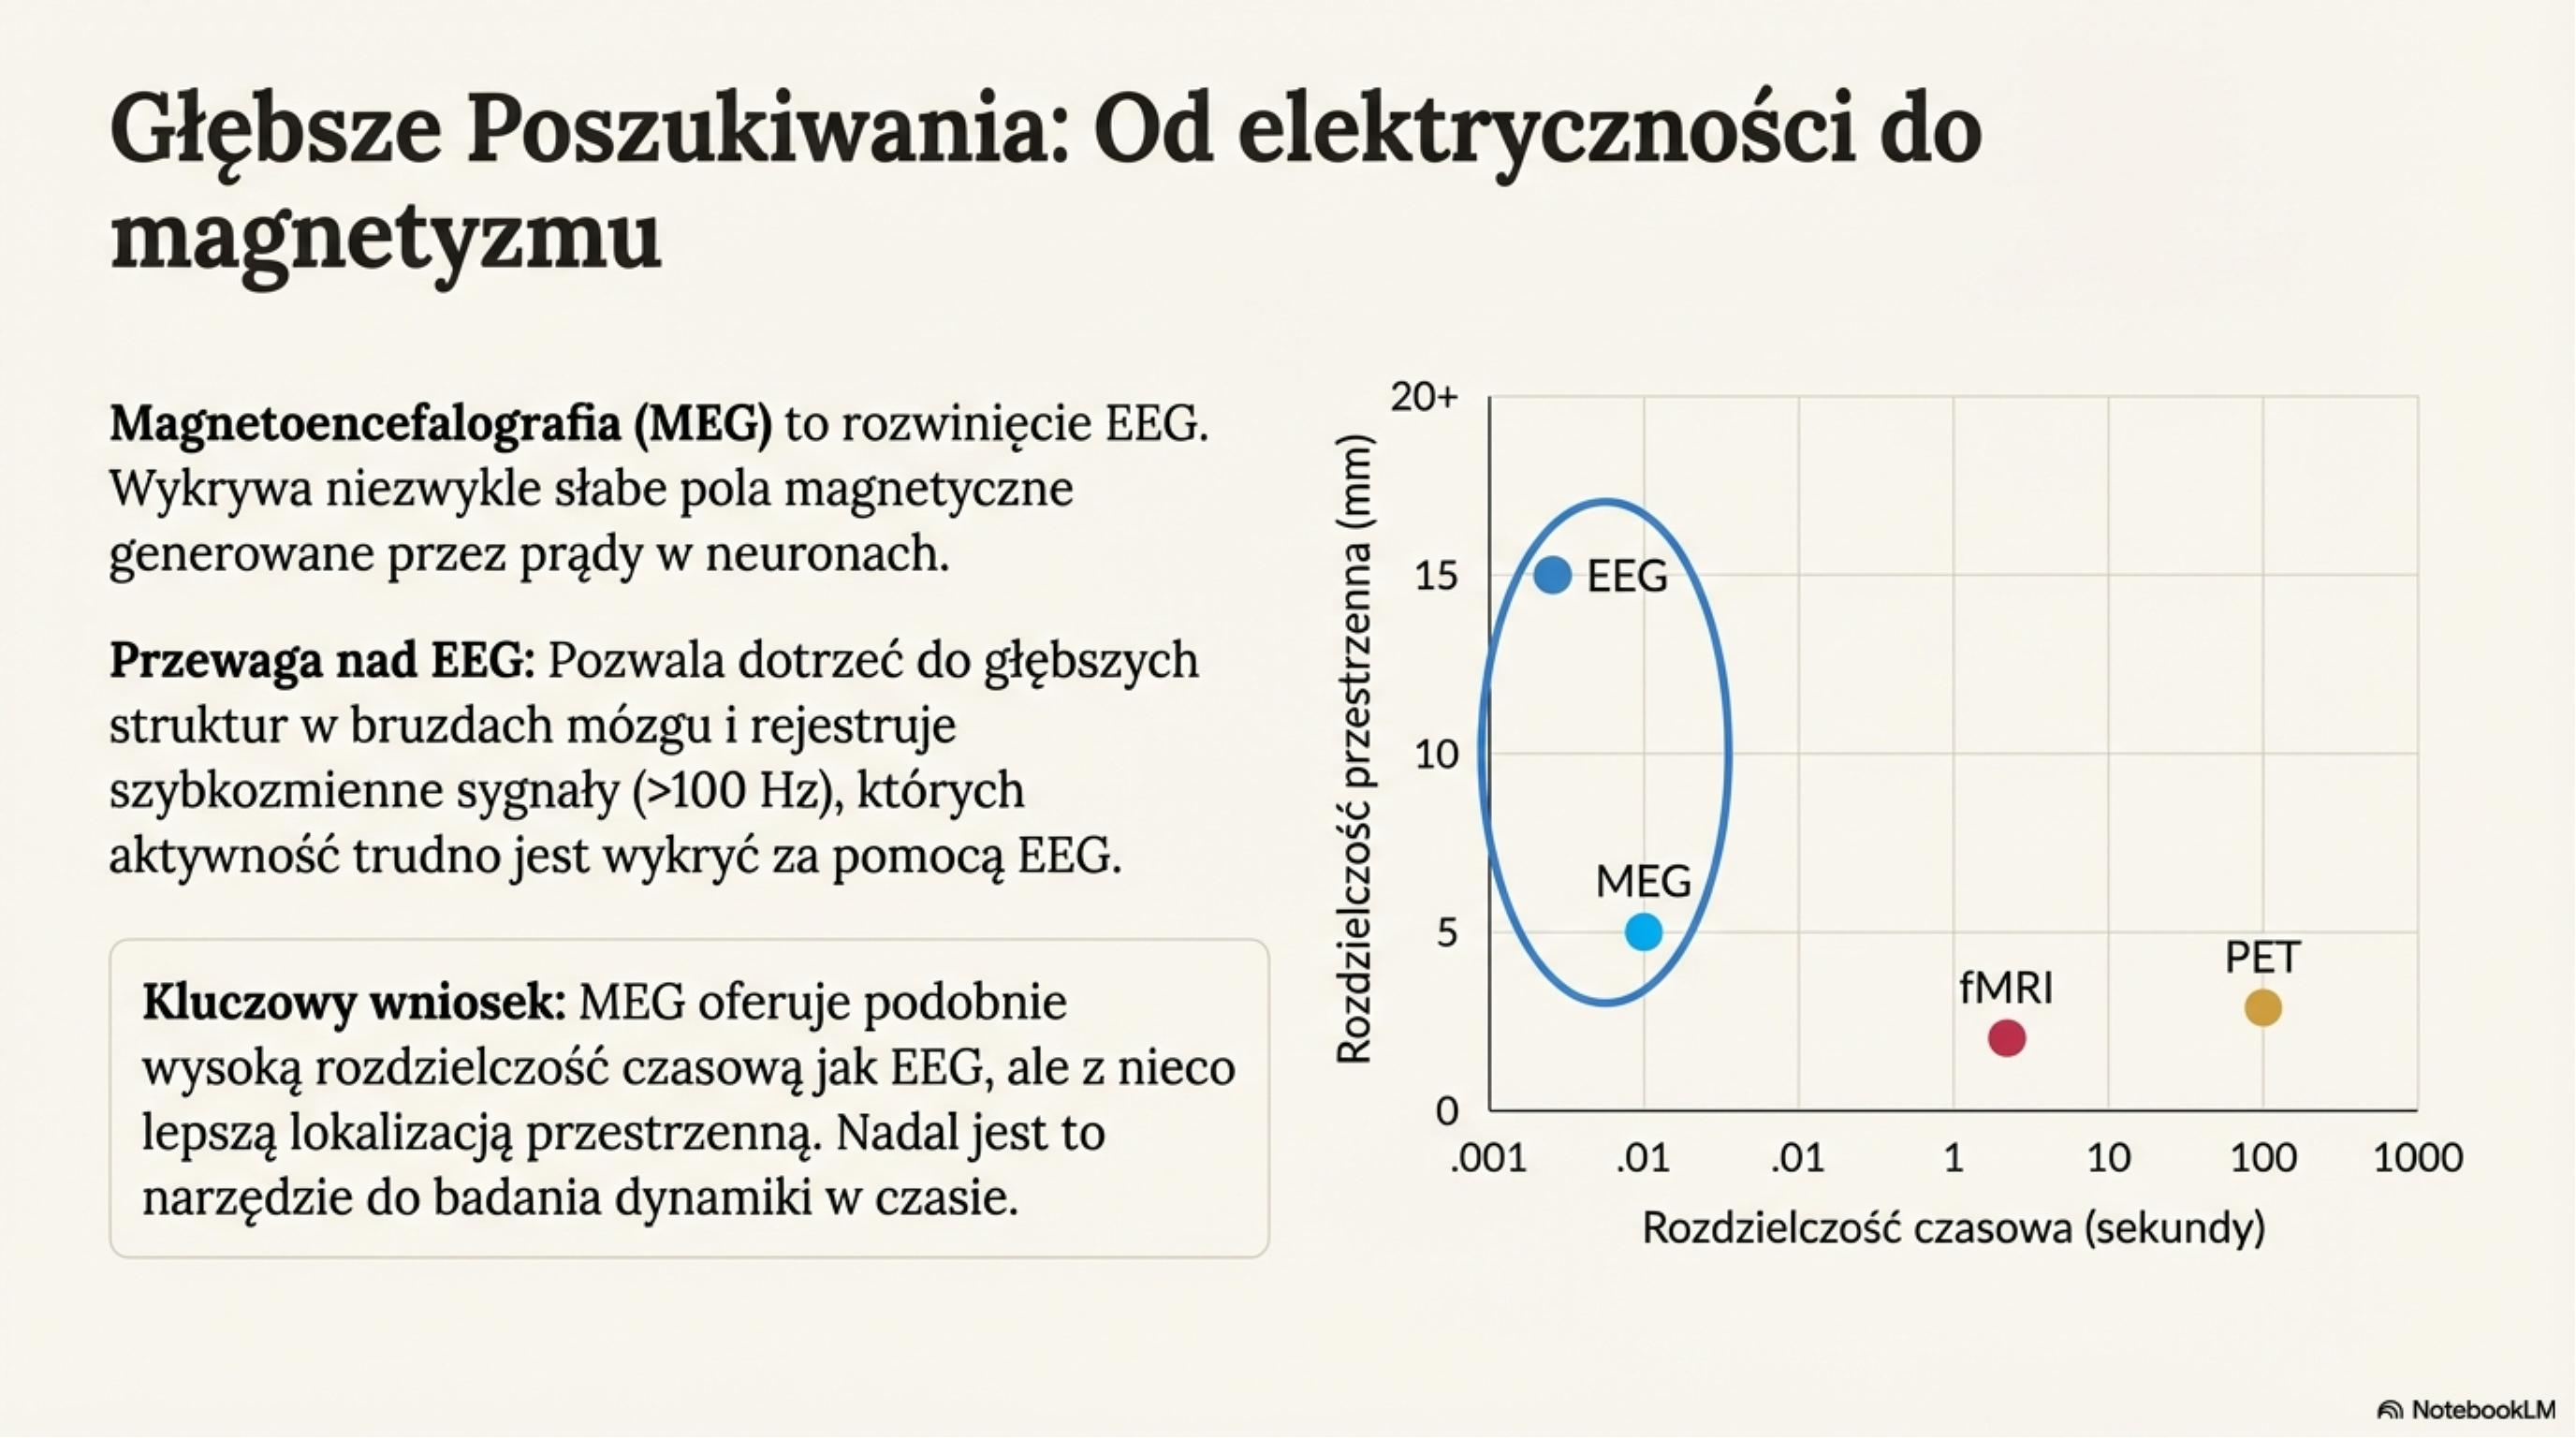 Głębsze Poszukiwania: Od elektryczności do
magnetyzmu
Magnetoencefalografia (MEG) to rozwinięcie EEG.
Wykrywa niezwykle słabe pola magnetyczne
generowane przez prądy w neuronach.
Przewaga nad EEG: Pozwala dotrzeć do głębszych
struktur w bruzdach mózgu i rejestruje
szybkozmienne sygnały (>100 Hz), których
aktywność trudno jest wykryć za pomocą EEG.
Kluczowy wniosek: MEG oferuje podobnie
wysoką rozdzielczość czasową jak EEG, ale z nieco
lepszą lokalizacją przestrzenną. Nadal jest to
narzędzie do badania dynamiki w czasie.
Rozdzielczość przestrzenna (mm)
20+
15
10
5
0
EEG
MEG
fMRI
PET
.001 .01 .01 1 10 100 1000
Rozdzielczość czasowa (sekundy)
NotebookLM